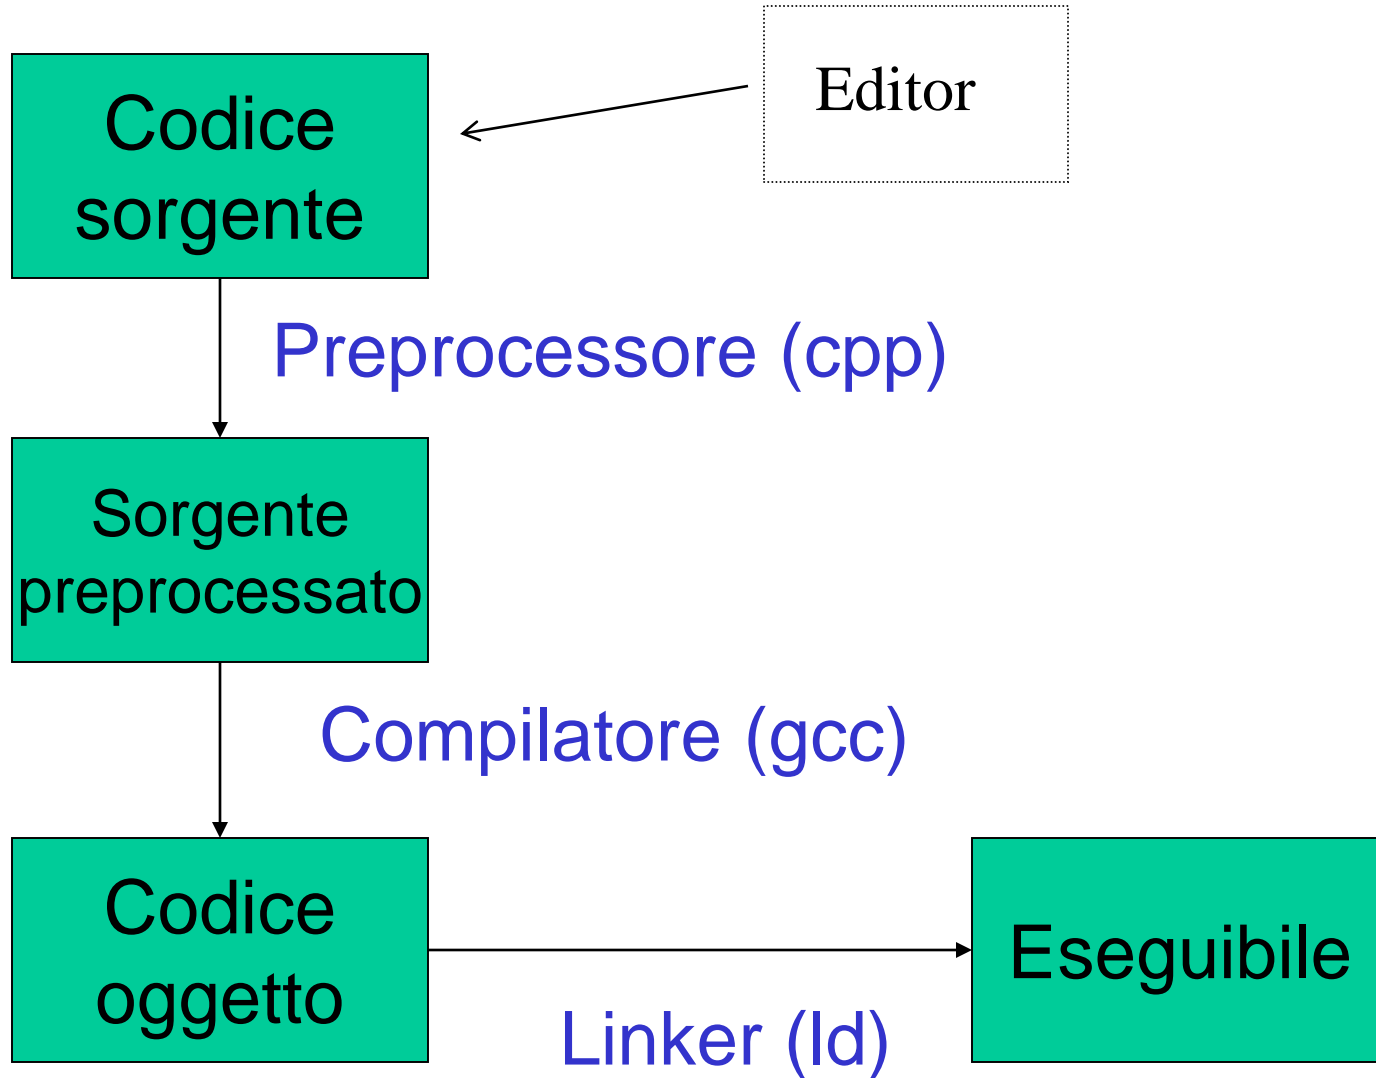 Editor
Codice
sorgente
Preprocessore (cpp)
Sorgente
preprocessato
Compilatore (gcc)
Codice
oggetto
Eseguibile
Linker (ld)